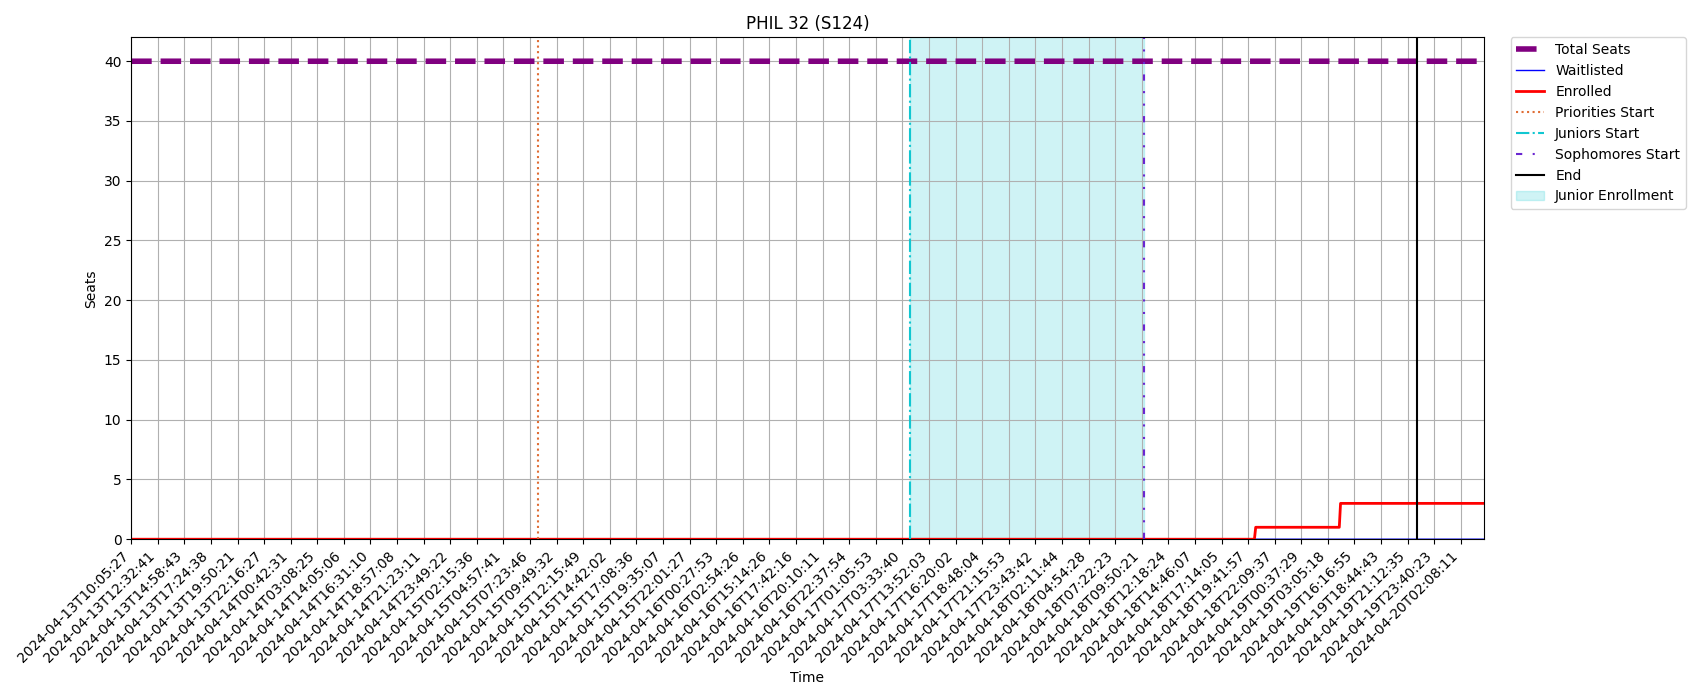 PHIL 32 (S124)
Total Seats
Waitlisted
Enrolled
Priorities Start
Juniors Start
Sophomores Start
End
Junior Enrollment
Seats
40
35
30
25
20
15
10
5
0
2024-04-13T10:05:27
2024-04-13T12:32:41
2024-04-13T14:58:43
2024-04-13T17:24:38
2024-04-13T19:50:21
2024-04-13T22:16:27
2024-04-14T00:42:31
2024-04-14T03:08:25
2024-04-14T14:05:06
2024-04-14T16:31:10
2024-04-14T18:57:08
2024-04-14T21:23:11
2024-04-14T23:49:22
2024-04-15T02:15:36
2024-04-15T04:57:41
2024-04-15T07:23:46
2024-04-15T09:49:32
2024-04-15T12:15:49
2024-04-15T14:42:02
2024-04-15T17:08:36
2024-04-15T19:35:07
2024-04-15T22:01:27
2024-04-16T00:27:53
2024-04-16T02:54:26
2024-04-16T15:14:26
2024-04-16T17:42:16
2024-04-16T20:10:11
2024-04-16T22:37:54
2024-04-17T01:05:53
2024-04-17T03:33:40
2024-04-17T13:52:03
2024-04-17T16:20:02
2024-04-17T18:48:04
2024-04-17T21:15:53
2024-04-17T23:43:42
2024-04-18T02:11:44
2024-04-18T04:54:28
2024-04-18T07:22:23
2024-04-18T09:50:21
2024-04-18T12:18:24
2024-04-18T14:46:07
2024-04-18T17:14:05
2024-04-18T19:41:57
2024-04-18T22:09:37
2024-04-19T00:37:29
2024-04-19T03:05:18
2024-04-19T16:16:55
2024-04-19T18:44:43
2024-04-19T21:12:35
2024-04-19T23:40:23
2024-04-20T02:08:11
Time